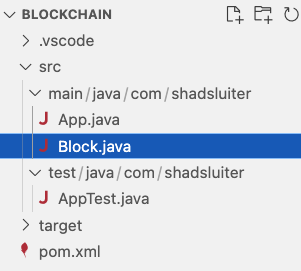 BLOCKCHAIN
.vscode
src
main/java/com/shadsluiter
J App.java
J Block.java
test/java/com/shadsluiter
J AppTest.java
target
pom.xml